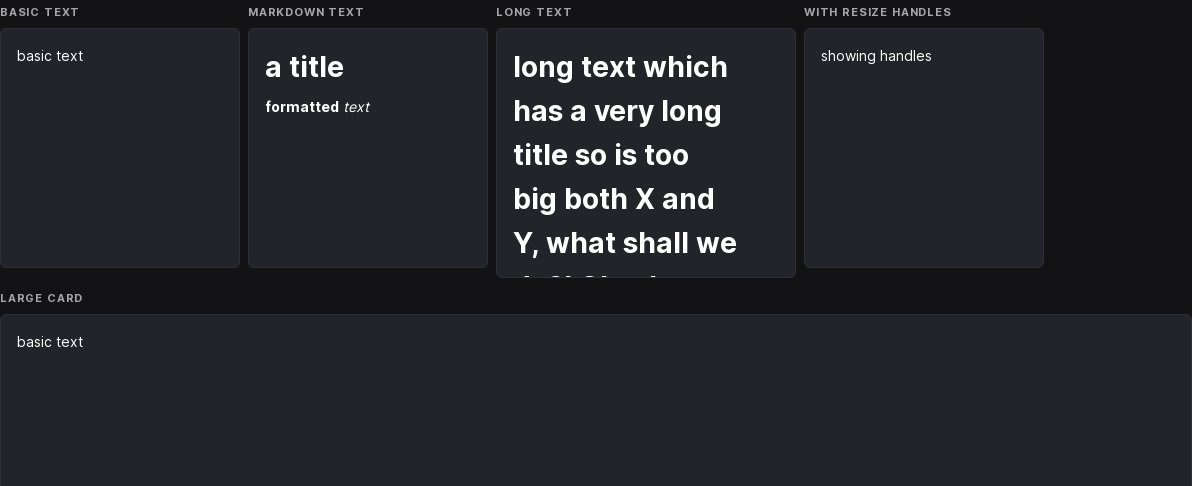 BASIC TEXT
basic text
MARKDOWN TEXT
a title
formatted text
LONG TEXT
long text which
has a very long
title so is too
big both X and
Y, what shall we
WITH RESIZE HANDLES
showing handles
LARGE CARD
basic text